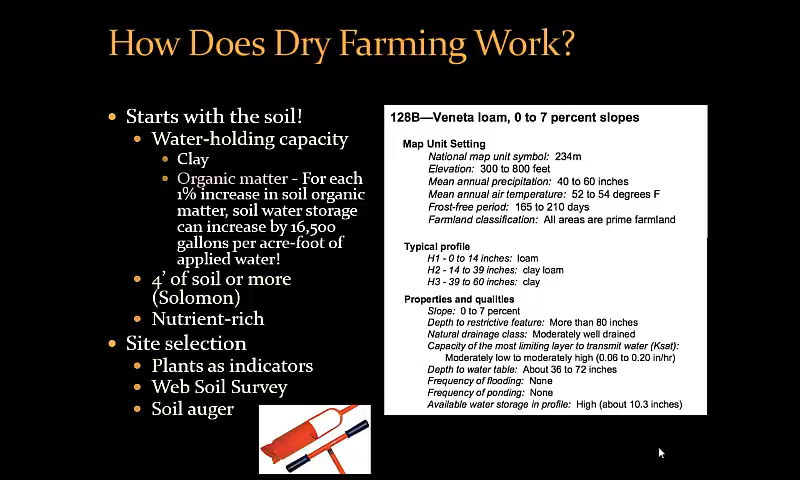 How Does Dry Farming Work?
Starts with the soil!
Water-holding capacity
Clay
Organic matter - For each
1% increase in soil organic
matter, soil water storage
can increase by 16,500
gallons per acre-foot of
applied water!
4' of soil or more
(Solomon)
Nutrient-rich
Site selection
Plants as indicators
Web Soil Survey
Soil auger
128B—Veneta loam, 0 to 7 percent slopes
Map Unit Setting
National map unit symbol: 234m
Elevation: 300 to 800 feet
Mean annual precipitation: 40 to 60 inches
Mean annual air temperature: 52 to 54 degrees F
Frost-free period: 165 to 210 days
Farmland classification: All areas are prime farmland
Typical profile
H1 - 0 to 14 inches: loam
H2 - 14 to 39 inches: clay loam
H3 - 39 to 60 inches: clay
Properties and qualities
Slope: 0 to 7 percent
Depth to restrictive feature: More than 80 inches
Natural drainage class: Moderately well drained
Capacity of the most limiting layer to transmit water (Ksat):
Moderately low to moderately high (0.06 to 0.20 in/hr)
Depth to water table: About 36 to 72 inches
Frequency of flooding: None
Frequency of ponding: None
Available water storage in profile: High (about 10.3 inches)